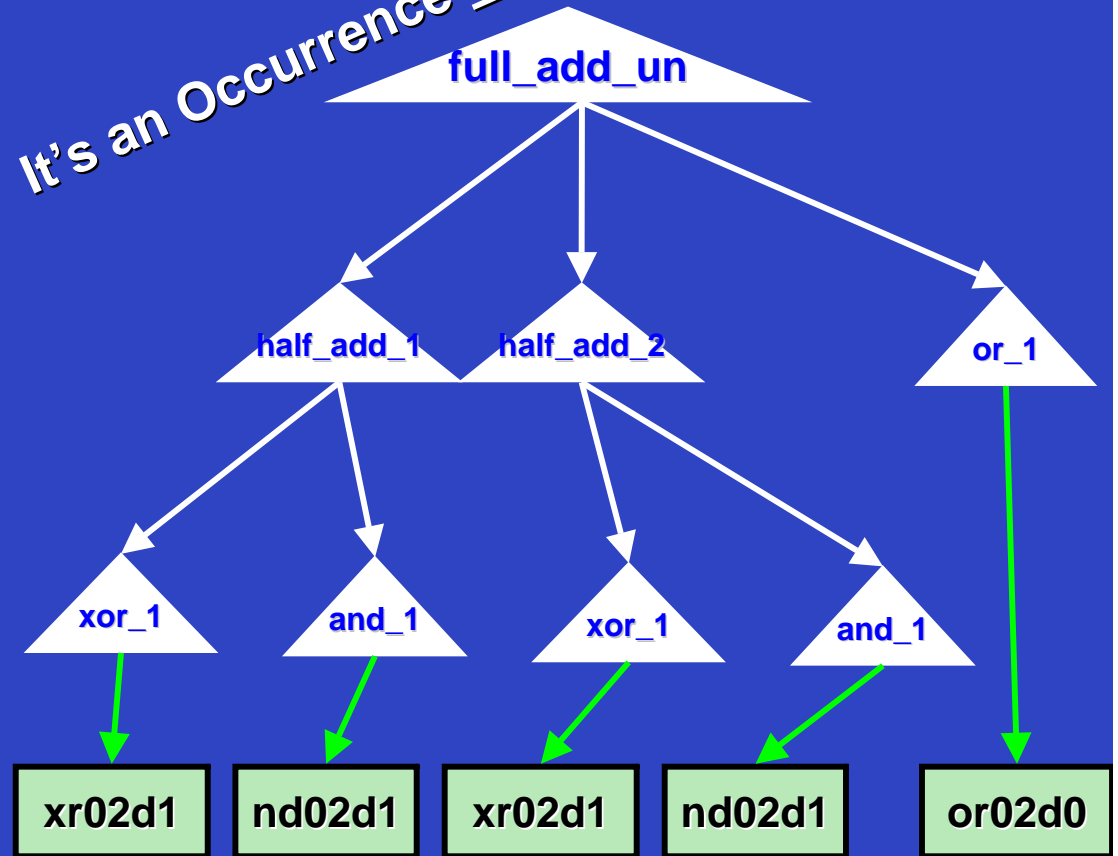 It's an Occurrence
full_add_un
half_add_1 half_add_2 or_1
xor_1 and_1 xor_1 and_1
xr02d1 nd02d1 xr02d1 nd02d1 or02d0